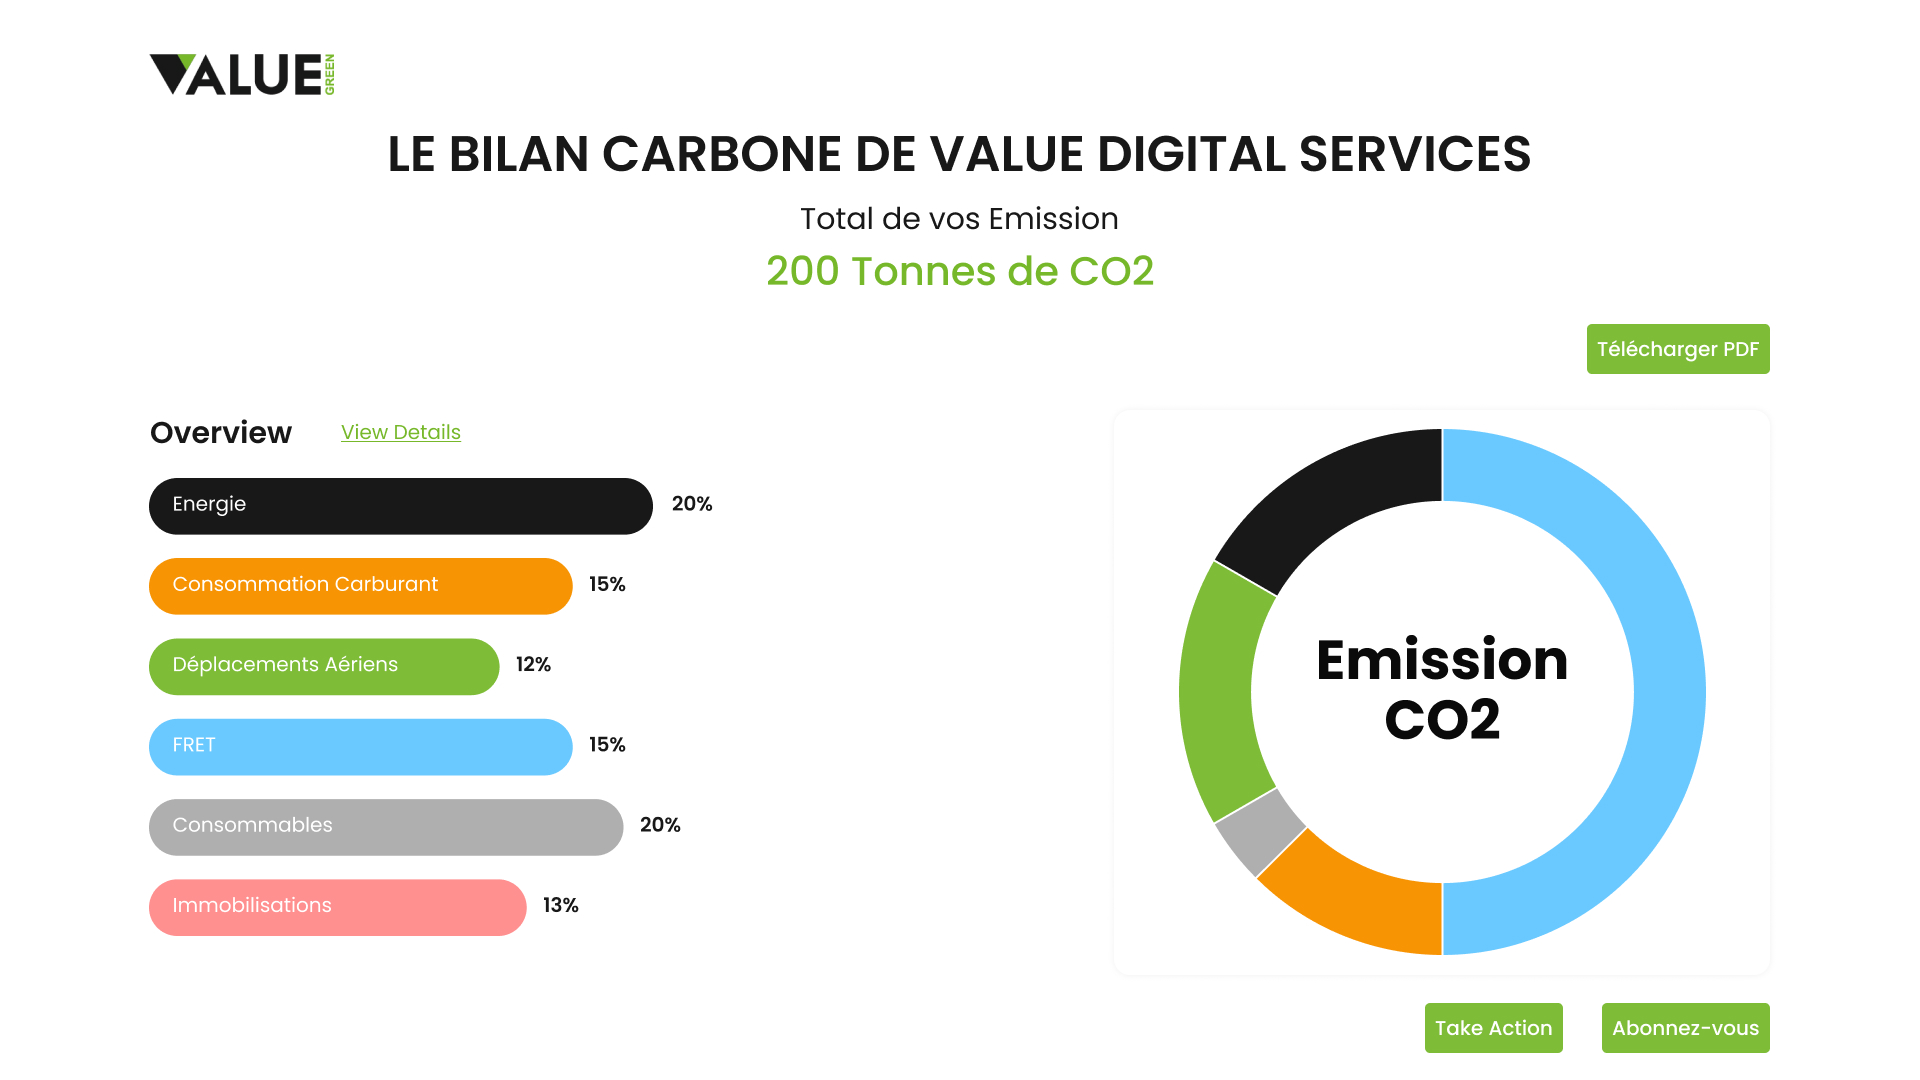 VALUE GREEN
LE BILAN CARBONE DE VALUE DIGITAL SERVICES
Total de vos Emission
200 Tonnes de CO2
Télécharger PDF
Overview View Details
Energie 20%
Consommation Carburant 15%
Déplacements Aériens 12%
FRET 15%
Consommables 20%
Immobilisations 13%
Emission
CO2
Take Action Abonnez-vous